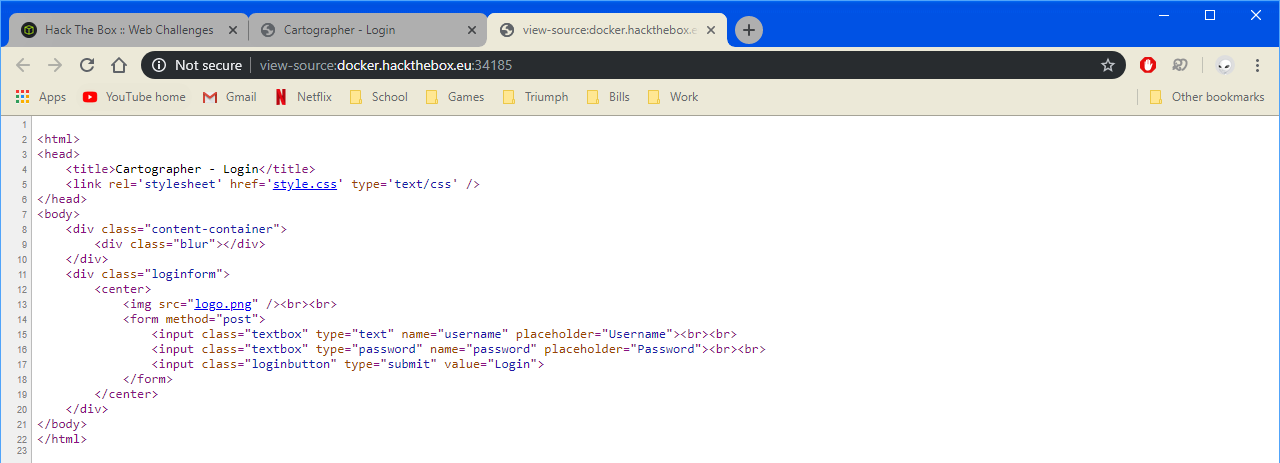 Hack The Box :: Web Challenges
Cartographer - Login
view-source:docker.hackthebox.e
Not secure | view-source:docker.hackthebox.eu:34185
Apps YouTube home Gmail Netflix School Games Triumph Bills Work Other bookmarks
1
2 <html>
3 <head>
4     <title>Cartographer - Login</title>
5     <link rel='stylesheet' href='style.css' type='text/css' />
6 </head>
7 <body>
8     <div class="content-container">
9         <div class="blur"></div>
10     </div>
11     <div class="loginform">
12         <center>
13             <img src="logo.png" /><br><br>
14             <form method="post">
15                 <input class="textbox" type="text" name="username" placeholder="Username"><br><br>
16                 <input class="textbox" type="password" name="password" placeholder="Password"><br><br>
17                 <input class="loginbutton" type="submit" value="Login">
18             </form>
19         </center>
20     </div>
21 </body>
22 </html>
23